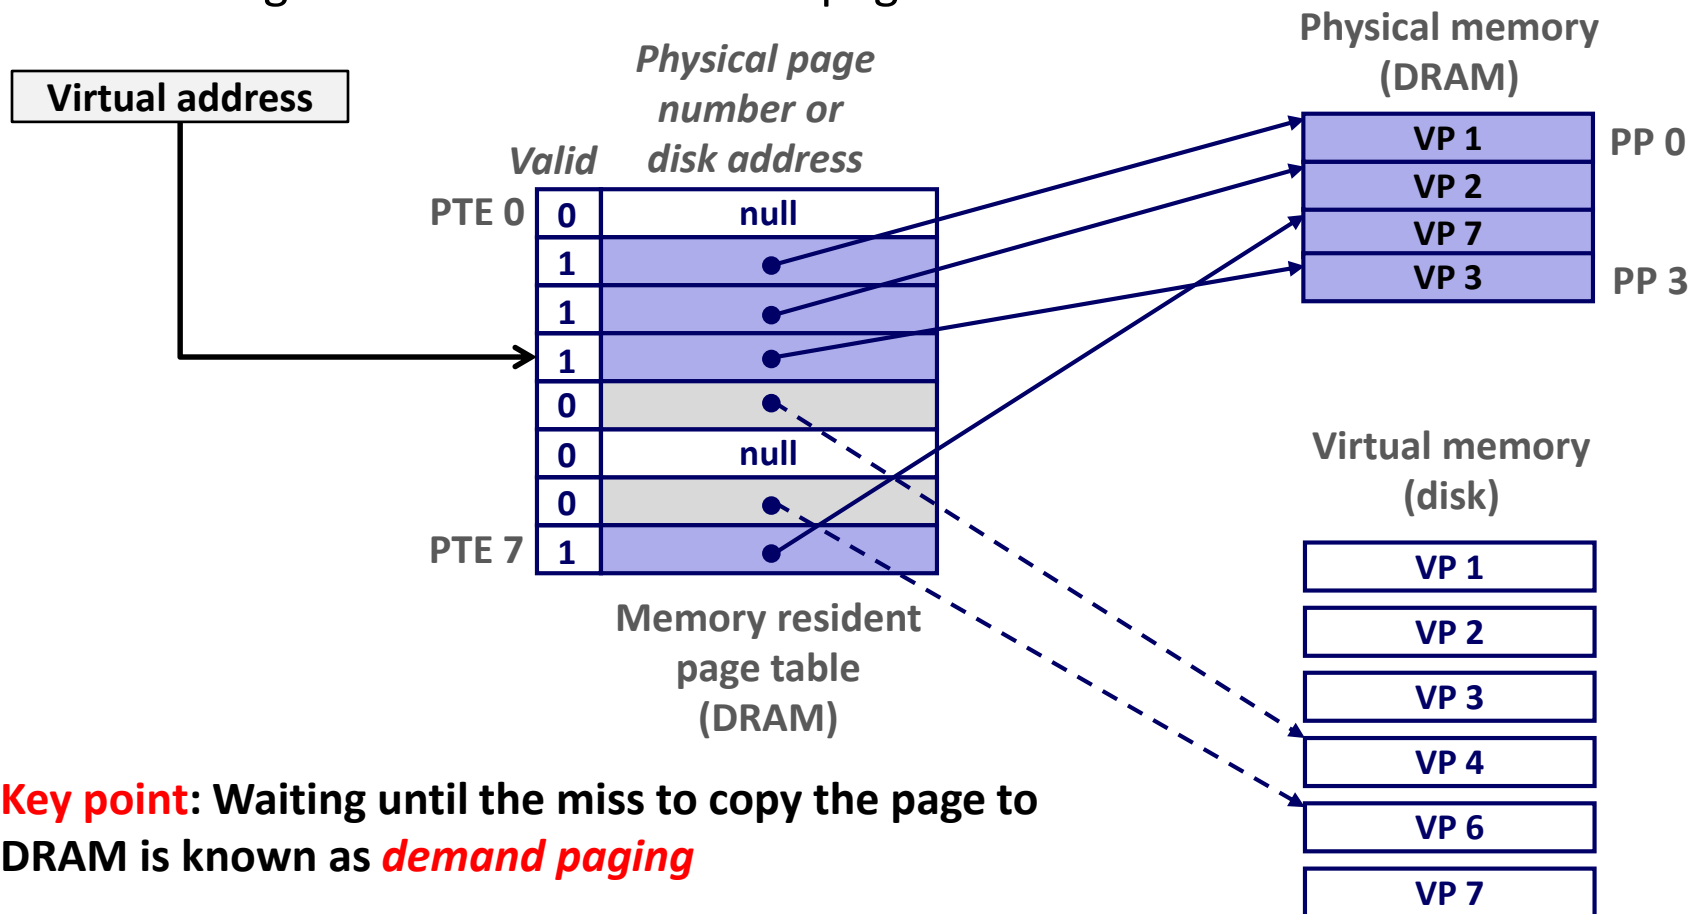 Physical memory
(DRAM)
Physical page
number or
disk address
Virtual address
Valid
VP 1 PP 0
VP 2
VP 7
VP 3 PP 3
PTE 0 0 null
1
1
1
0
0 null
0
PTE 7 1
Memory resident
page table
(DRAM)
Virtual memory
(disk)
VP 1
VP 2
VP 3
VP 4
VP 6
VP 7
Key point: Waiting until the miss to copy the page to
DRAM is known as demand paging